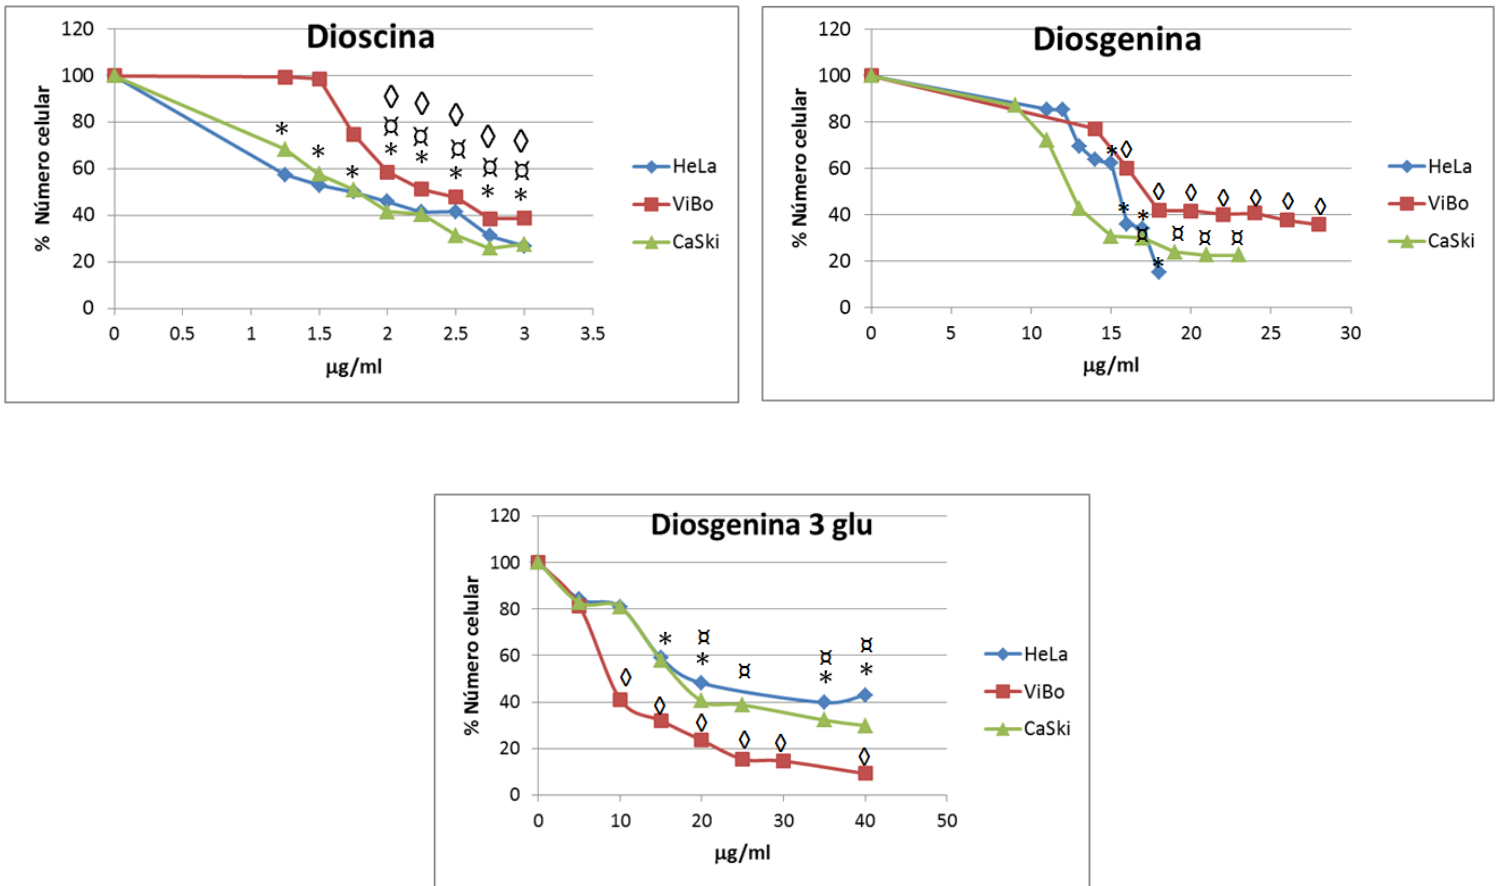 Dioscina
% Número celular
120
100
80
60
40
20
0
0 0.5 1 1.5 2 2.5 3 3.5
µg/ml
HeLa
ViBo
CaSki
Diosgenina
% Número celular
120
100
80
60
40
20
0
0 5 10 15 20 25 30
µg/ml
HeLa
ViBo
CaSki
Diosgenina 3 glu
% Número celular
120
100
80
60
40
20
0
0 10 20 30 40 50
µg/ml
HeLa
ViBo
CaSki